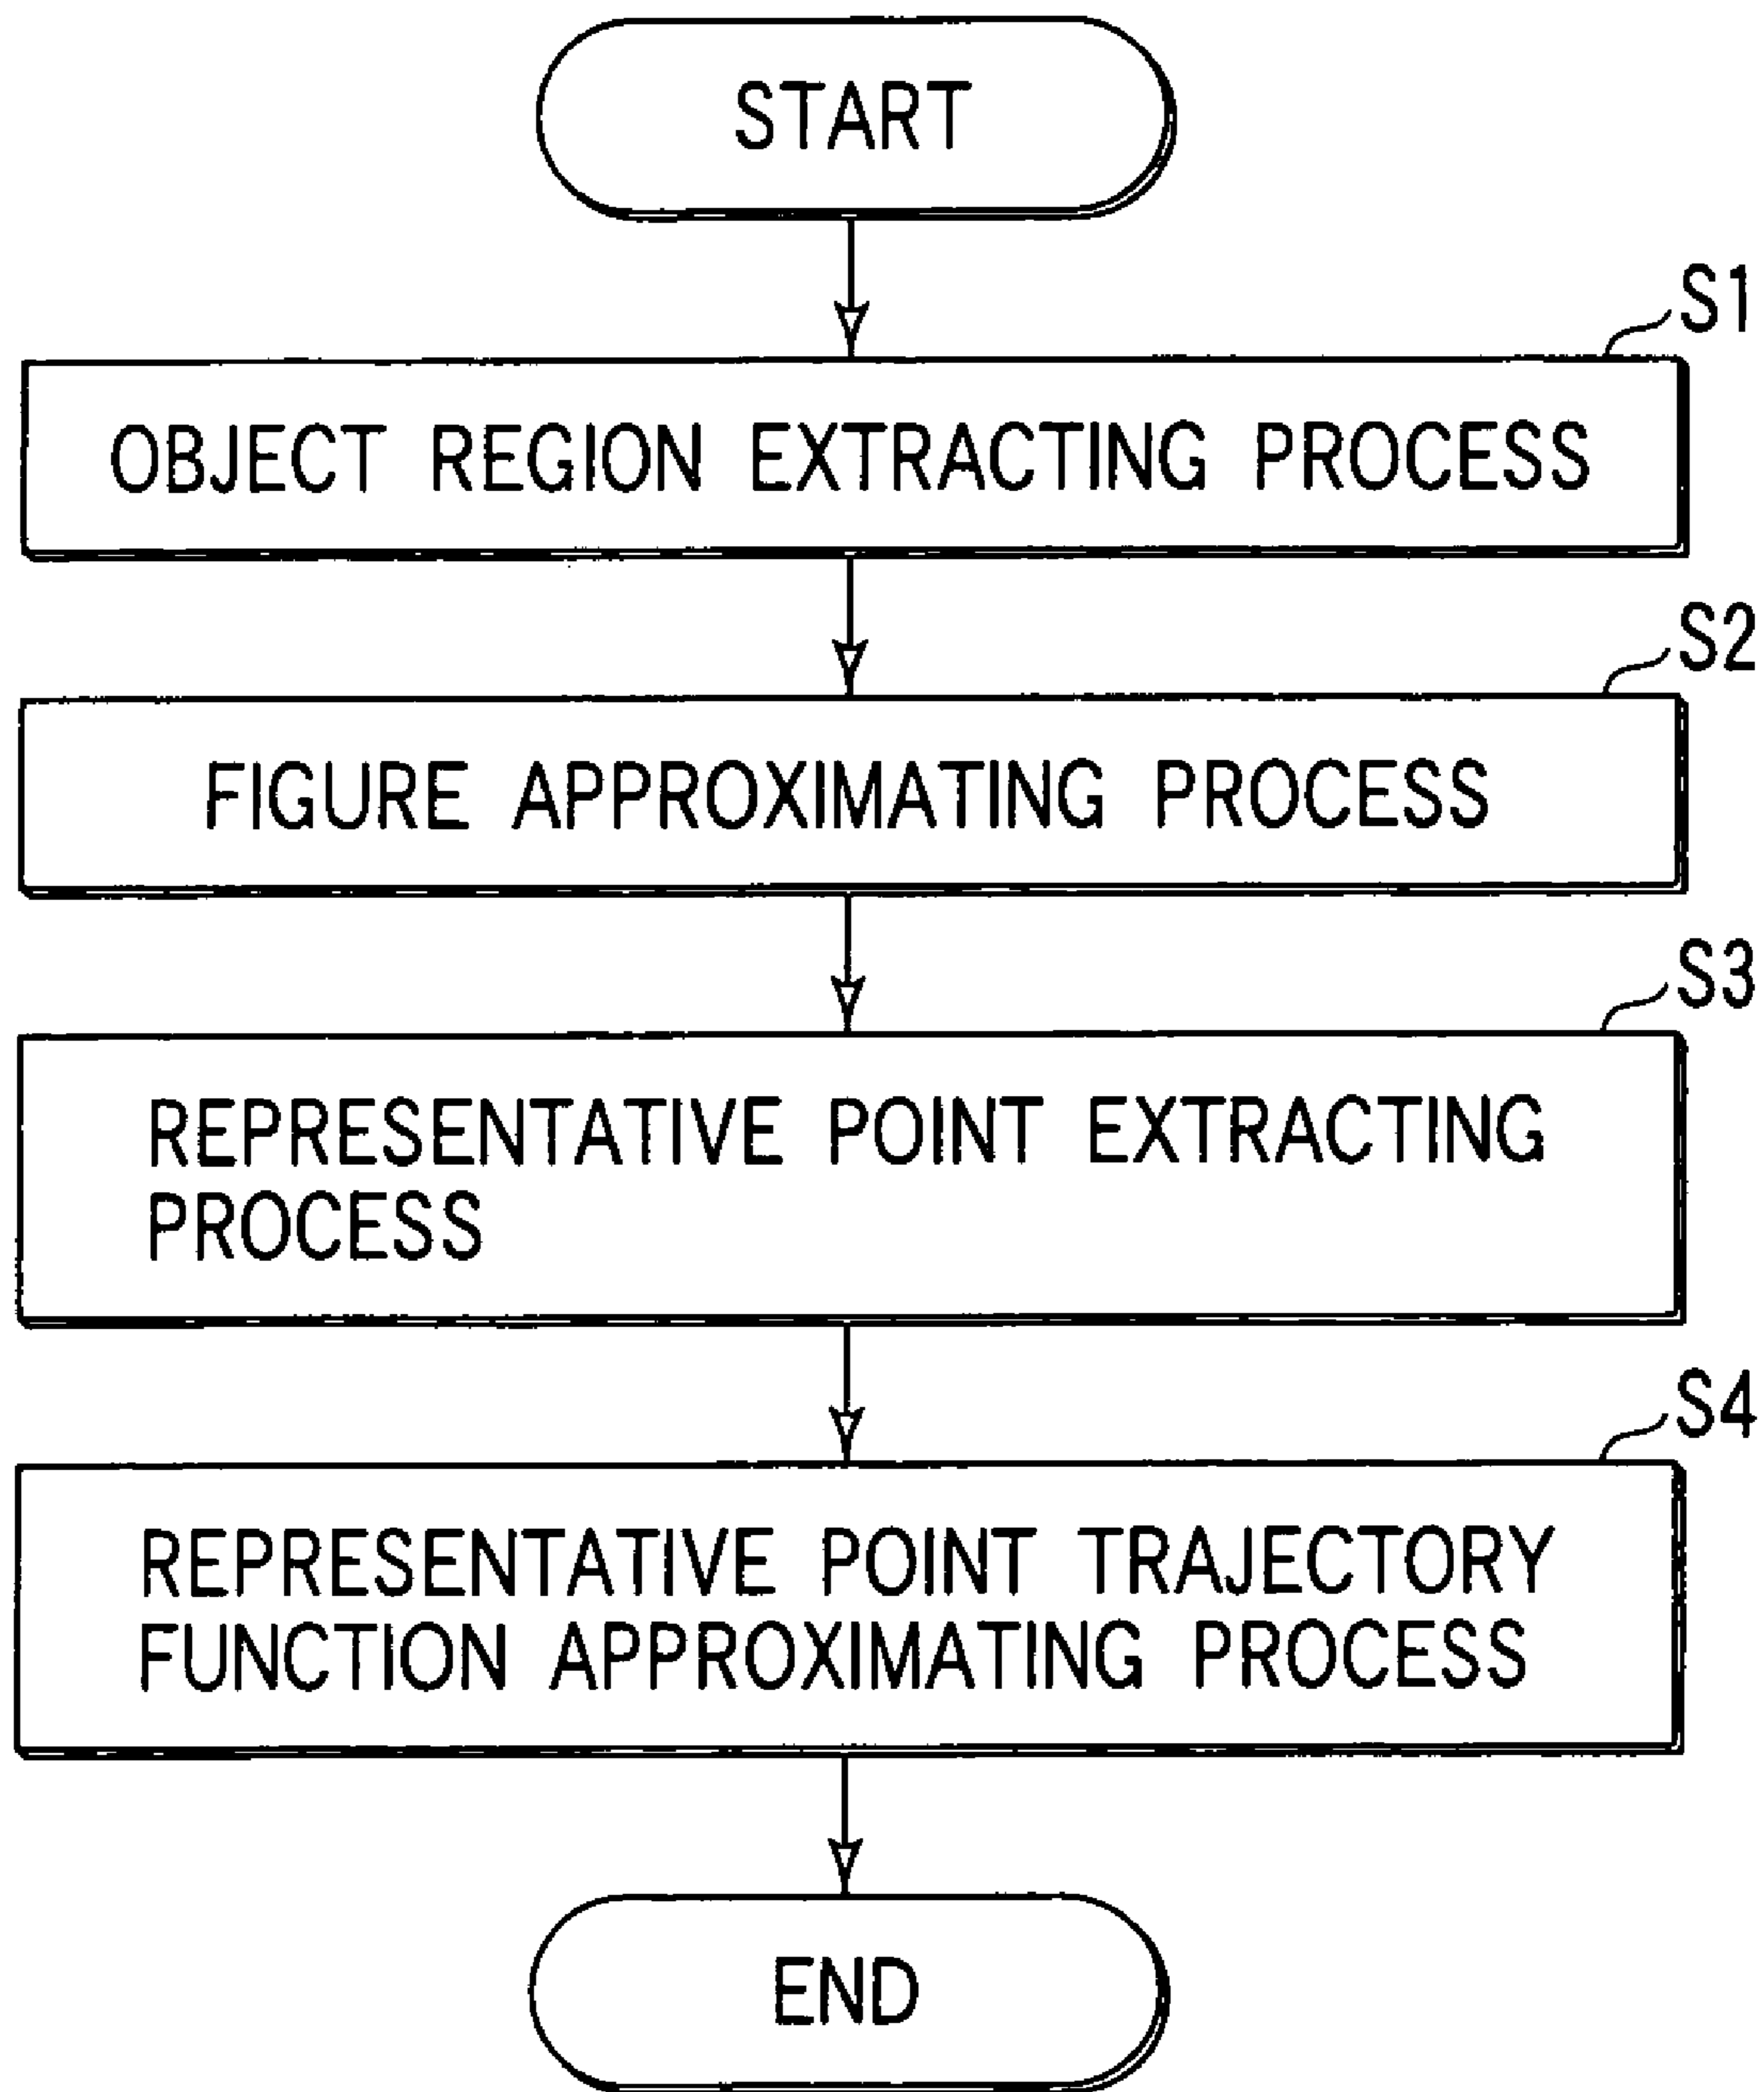 START
S1
OBJECT REGION EXTRACTING PROCESS
S2
FIGURE APPROXIMATING PROCESS
S3
REPRESENTATIVE POINT EXTRACTING
PROCESS
S4
REPRESENTATIVE POINT TRAJECTORY
FUNCTION APPROXIMATING PROCESS
END